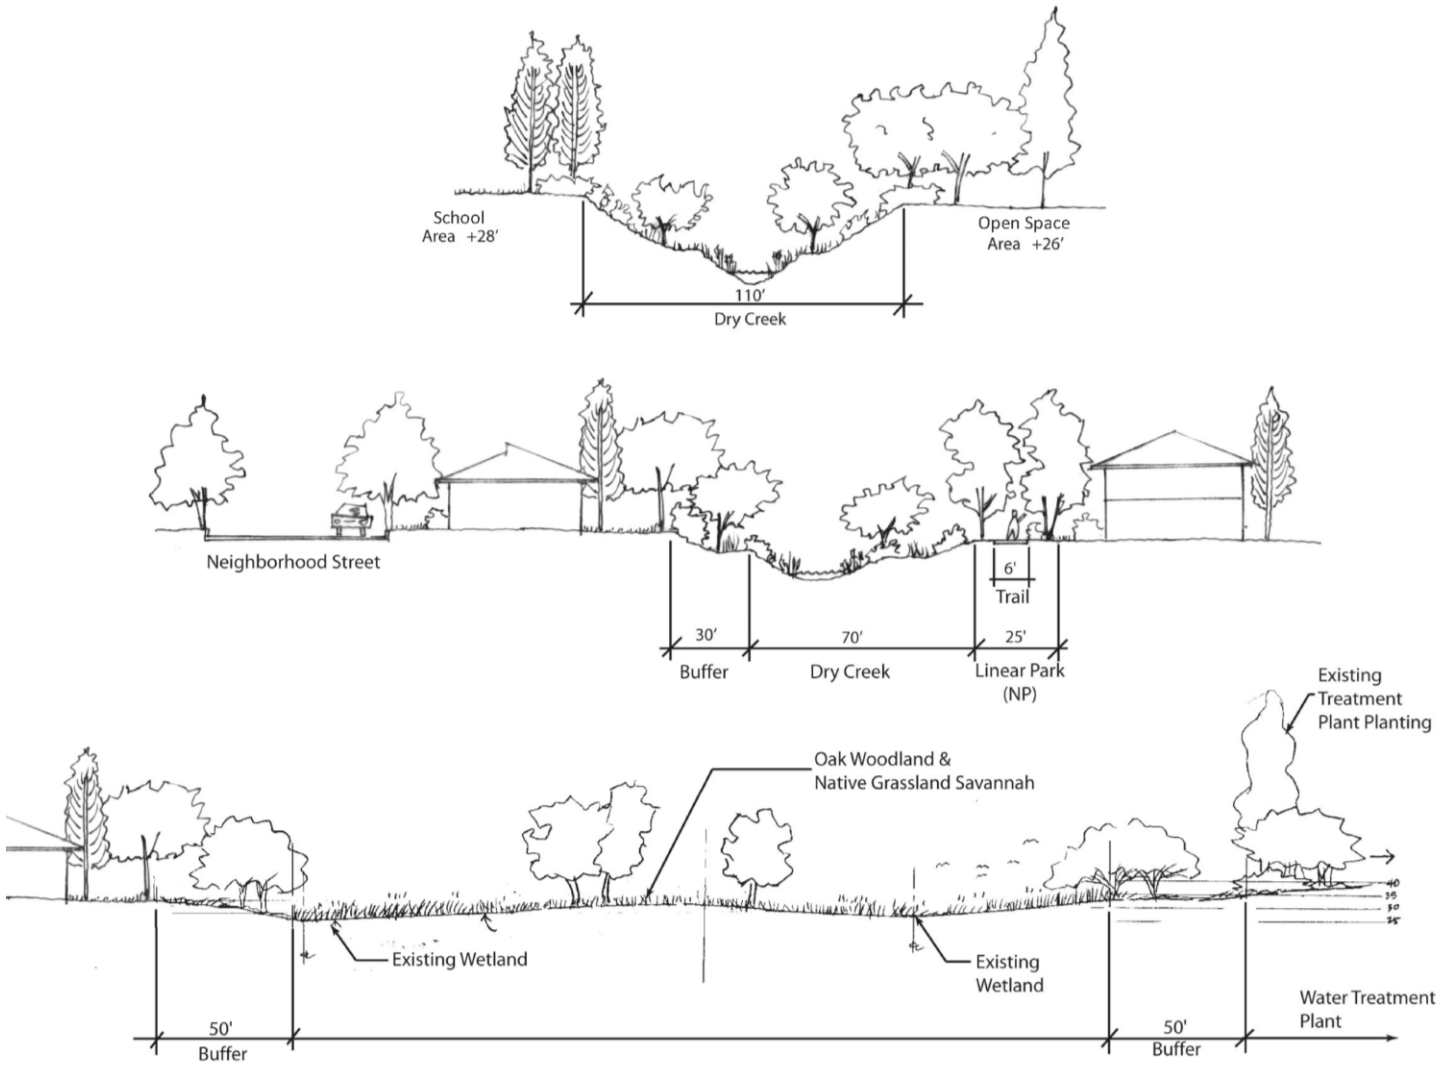 School
Area +28'
Open Space
Area +26'
110'
Dry Creek
Neighborhood Street
6'
Trail
30'
70'
25'
Buffer
Dry Creek
Linear Park
(NP)
Existing
Treatment
Plant Planting
Oak Woodland &
Native Grassland Savannah
40
35
30
25
Existing Wetland
Existing
Wetland
Water Treatment
Plant
50'
Buffer
50'
Buffer